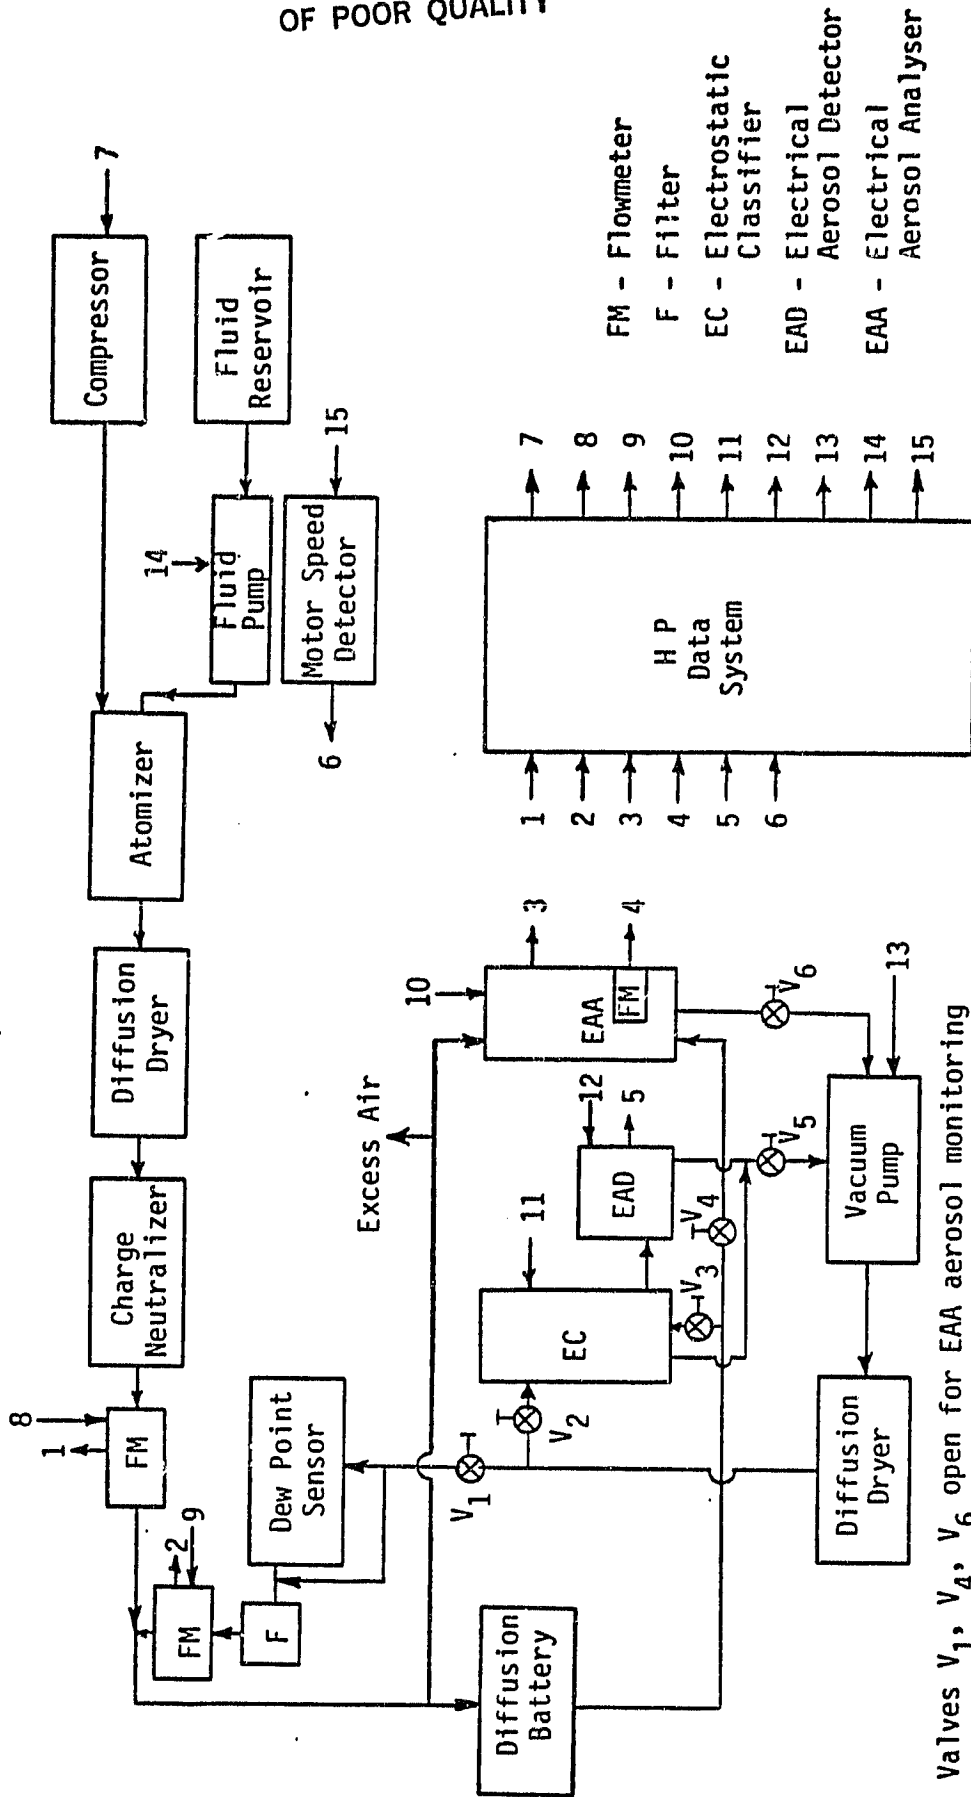 OF POOR QUALITY
Compressor
7
Fluid
Reservoir
14
Fluid
Pump
Motor Speed
Detector
15
6
Atomizer
Diffusion
Dryer
Charge
Neutralizer
8
1
FM
2
9
FM
F
Dew Point
Sensor
Excess Air
10
EAA
FM
3
4
V6
12
EAD
5
11
EC
V1
V2
V3
V4
V5
13
Vacuum
Pump
Diffusion
Dryer
Diffusion
Battery
1
2
3
4
5
6
H P
Data
System
7
8
9
10
11
12
13
14
15
FM - Flowmeter
F - Filter
EC - Electrostatic
Classifier
EAD - Electrical
Aerosol Detector
EAA - Electrical
Aerosol Analyser
Valves V1, V4, V6 open for EAA aerosol monitoring